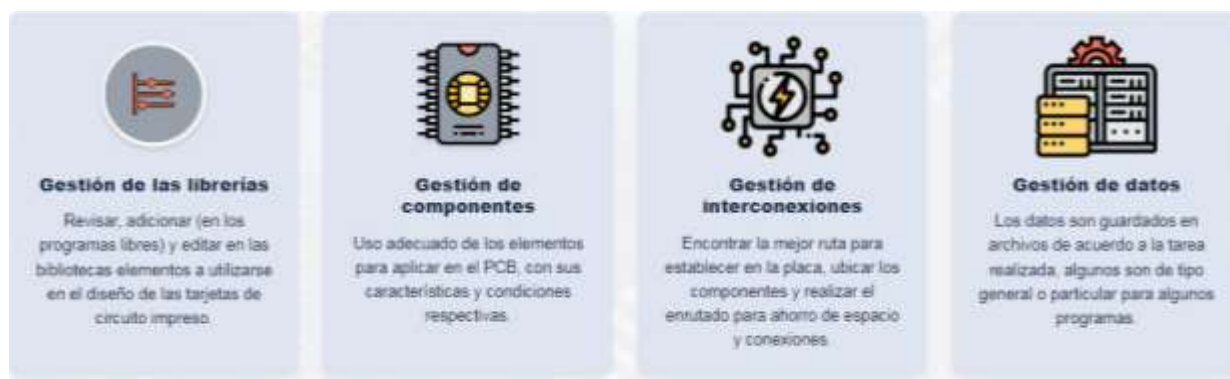 Gestión de las librerías
Revisar, adicionar (en los
programas libres) y editar en las
bibliotecas elementos a utilizarse
en el diseño de las tarjetas de
circuito impreso.
Gestión de
componentes
Uso adecuado de los elementos
para aplicar en el PCB, con sus
características y condiciones
respectivas.
Gestión de
interconexiones
Encontrar la mejor ruta para
establecer en la placa, ubicar los
componentes y realizar el
enrutado para ahorro de espacio
y conexiones.
Gestión de datos
Los datos son guardados en
archivos de acuerdo a la tarea
realizada, algunos son de tipo
general o particular para algunos
programas.